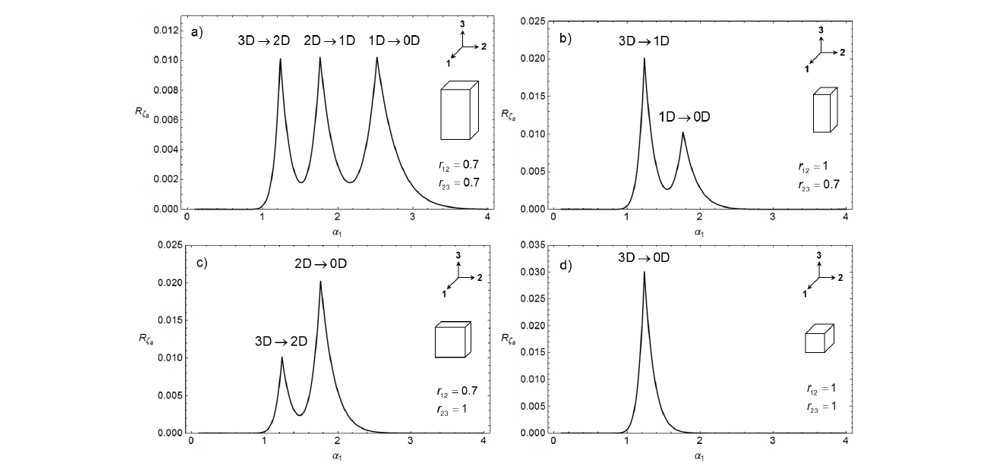 a)
3D→2D 2D→1D 1D→0D
0.012
0.010
0.008
0.006
0.004
0.002
0.000
R_ζa
1 2 3 4
α₁
3
2
1
r₁₂ = 0.7
r₂₃ = 0.7
b)
3D→1D
1D→0D
0.025
0.020
0.015
0.010
0.005
0.000
R_ζa
0 1 2 3 4
α₁
3
2
1
r₁₂ = 1
r₂₃ = 0.7
c)
2D→0D
3D→2D
0.025
0.020
0.015
0.010
0.005
0.000
R_ζa
0 1 2 3 4
α₁
3
2
1
r₁₂ = 0.7
r₂₃ = 1
d)
3D→0D
0.035
0.030
0.025
0.020
0.015
0.010
0.005
0.000
R_ζa
0 1 2 3 4
α₁
3
2
1
r₁₂ = 1
r₂₃ = 1